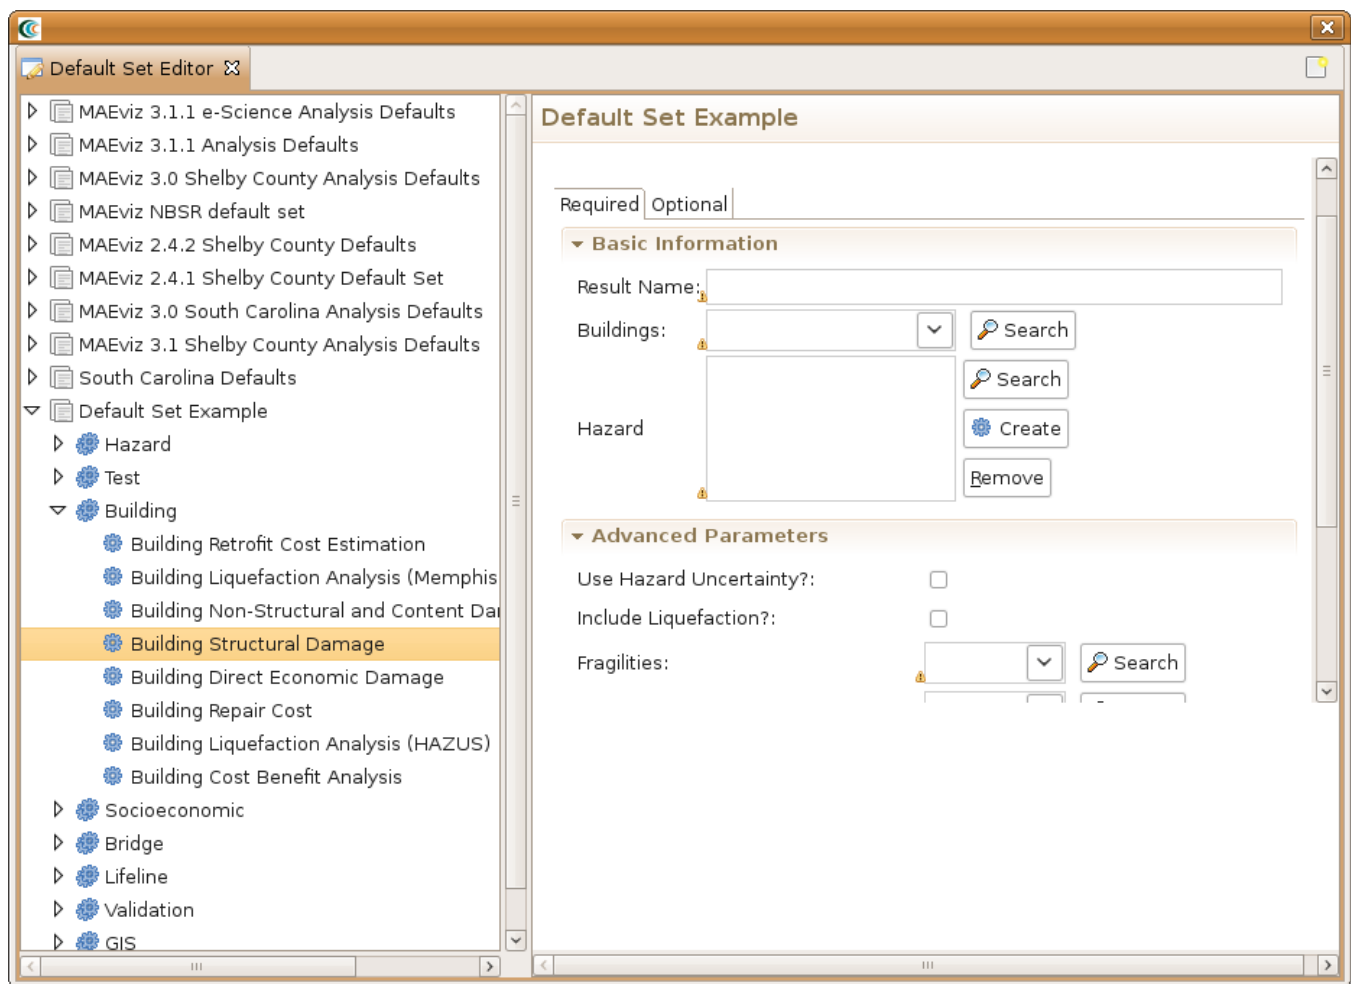 Default Set Editor
MAEviz 3.1.1 e-Science Analysis Defaults
MAEviz 3.1.1 Analysis Defaults
MAEviz 3.0 Shelby County Analysis Defaults
MAEviz NBSR default set
MAEviz 2.4.2 Shelby County Defaults
MAEviz 2.4.1 Shelby County Default Set
MAEviz 3.0 South Carolina Analysis Defaults
MAEviz 3.1 Shelby County Analysis Defaults
South Carolina Defaults
Default Set Example
Hazard
Test
Building
Building Retrofit Cost Estimation
Building Liquefaction Analysis (Memphis
Building Non-Structural and Content Da
Building Structural Damage
Building Direct Economic Damage
Building Repair Cost
Building Liquefaction Analysis (HAZUS)
Building Cost Benefit Analysis
Socioeconomic
Bridge
Lifeline
Validation
GIS
Default Set Example
Required Optional
Basic Information
Result Name:
Buildings: Search
Search
Hazard Create
Remove
Advanced Parameters
Use Hazard Uncertainty?:
Include Liquefaction?:
Fragilities: Search